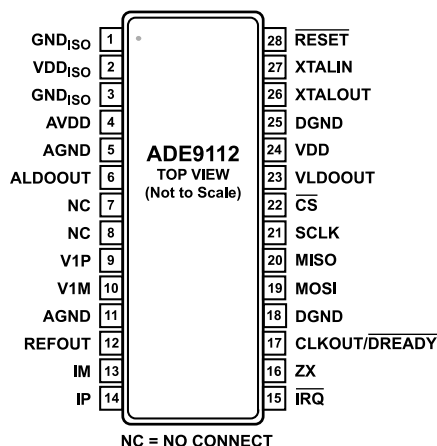 GNDISO 1
VDDISO 2
GNDISO 3
AVDD 4
AGND 5
ALDOOUT 6
NC 7
NC 8
V1P 9
V1M 10
AGND 11
REFOUT 12
IM 13
IP 14
ADE9112
TOP VIEW
(Not to Scale)
28 RESET
27 XTALIN
26 XTALOUT
25 DGND
24 VDD
23 VLDOOUT
22 CS
21 SCLK
20 MISO
19 MOSI
18 DGND
17 CLKOUT/DREADY
16 ZX
15 IRQ
NC = NO CONNECT